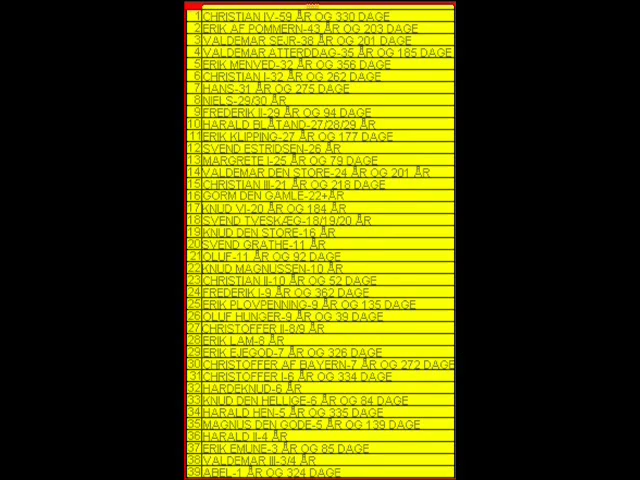 1 CHRISTIAN IV-59 ÅR OG 330 DAGE
2 ERIK AF POMMERN-43 ÅR OG 203 DAGE
3 VALDEMAR SEJR-38 ÅR OG 201 DAGE
4 VALDEMAR ATTERDDAG-35 ÅR OG 185 DAGE
5 ERIK MENVED-32 ÅR OG 356 DAGE
6 CHRISTIAN I-32 ÅR OG 262 DAGE
7 HANS-31 ÅR OG 275 DAGE
8 NIELS-29/30 ÅR
9 FREDERIK II-29 ÅR OG 94 DAGE
10 HARALD BLÅTAND-27/28/29 ÅR
11 ERIK KLIPPING-27 ÅR OG 177 DAGE
12 SVEND ESTRIDSEN-26 ÅR
13 MARGRETE I-25 ÅR OG 79 DAGE
14 VALDEMAR DEN STORE-24 ÅR OG 201 ÅR
15 CHRISTIAN III-21 ÅR OG 218 DAGE
16 GORM DEN GAMLE-22+ÅR
17 KNUD VI-20 ÅR OG 184 ÅR
18 SVEND TVESKÆG-18/19/20 ÅR
19 KNUD DEN STORE-16 ÅR
20 SVEND GRATHE-11 ÅR
21 OLUF-11 ÅR OG 92 DAGE
22 KNUD MAGNUSSEN-10 ÅR
23 CHRISTIAN II-10 ÅR OG 52 DAGE
24 FREDERIK I-9 ÅR OG 362 DAGE
25 ERIK PLOVPENNING-9 ÅR OG 135 DAGE
26 OLUF HUNGER-9 ÅR OG 39 DAGE
27 CHRISTOFFER II-8/9 ÅR
28 ERIK LAM-8 ÅR
29 ERIK EJEGOD-7 ÅR OG 326 DAGE
30 CHRISTOFFER AF BAYERN-7 ÅR OG 272 DAGE
31 CHRISTOFFER I-6 ÅR OG 334 DAGE
32 HARDEKNUD-6 ÅR
33 KNUD DEN HELLIGE-6 ÅR OG 84 DAGE
34 HARALD HEN-5 ÅR OG 335 DAGE
35 MAGNUS DEN GODE-5 ÅR OG 139 DAGE
36 HARALD II-4 ÅR
37 ERIK EMUNE-3 ÅR OG 85 DAGE
38 VALDEMAR III-3/4 ÅR
39 ABEL-1 ÅR OG 324 DAGE